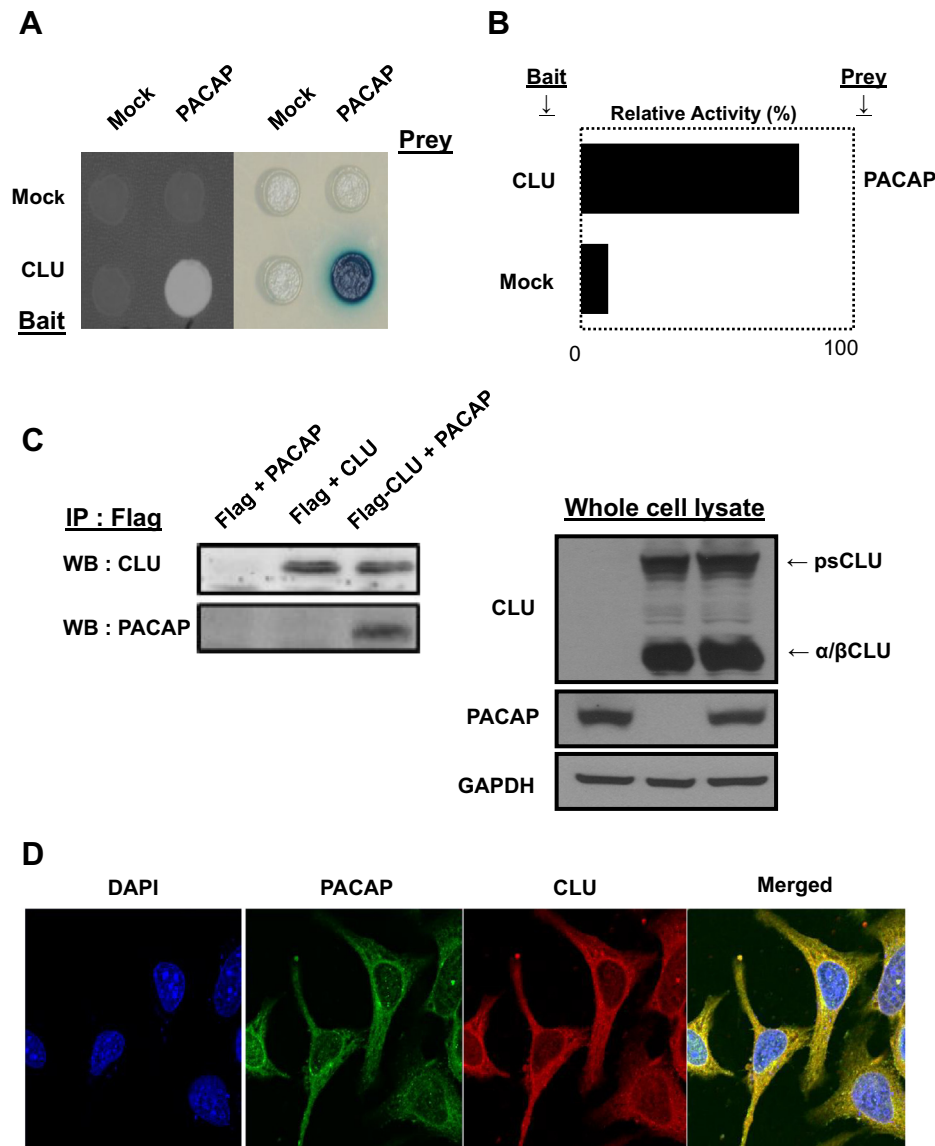 A
Mock
PACAP
Mock
PACAP
Prey
Mock
CLU
Bait
B
Bait
↓
Prey
↓
Relative Activity (%)
CLU
PACAP
Mock
0
100
C
Flag + PACAP
Flag + CLU
Flag-CLU + PACAP
IP : Flag
WB : CLU
WB : PACAP
Whole cell lysate
CLU
← psCLU
← α/βCLU
PACAP
GAPDH
D
DAPI
PACAP
CLU
Merged